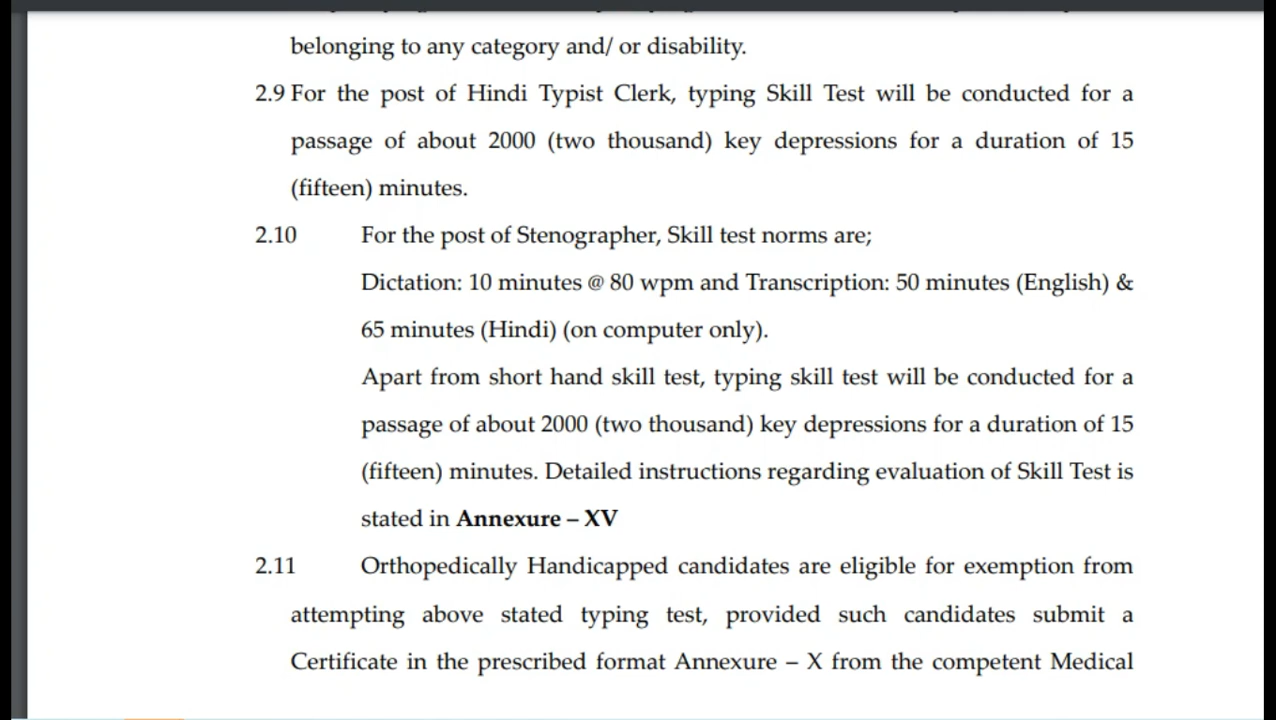 belonging to any category and/ or disability.
2.9 For the post of Hindi Typist Clerk, typing Skill Test will be conducted for a
passage of about 2000 (two thousand) key depressions for a duration of 15
(fifteen) minutes.
2.10 For the post of Stenographer, Skill test norms are;
Dictation: 10 minutes @ 80 wpm and Transcription: 50 minutes (English) &
65 minutes (Hindi) (on computer only).
Apart from short hand skill test, typing skill test will be conducted for a
passage of about 2000 (two thousand) key depressions for a duration of 15
(fifteen) minutes. Detailed instructions regarding evaluation of Skill Test is
stated in Annexure – XV
2.11 Orthopedically Handicapped candidates are eligible for exemption from
attempting above stated typing test, provided such candidates submit a
Certificate in the prescribed format Annexure – X from the competent Medical